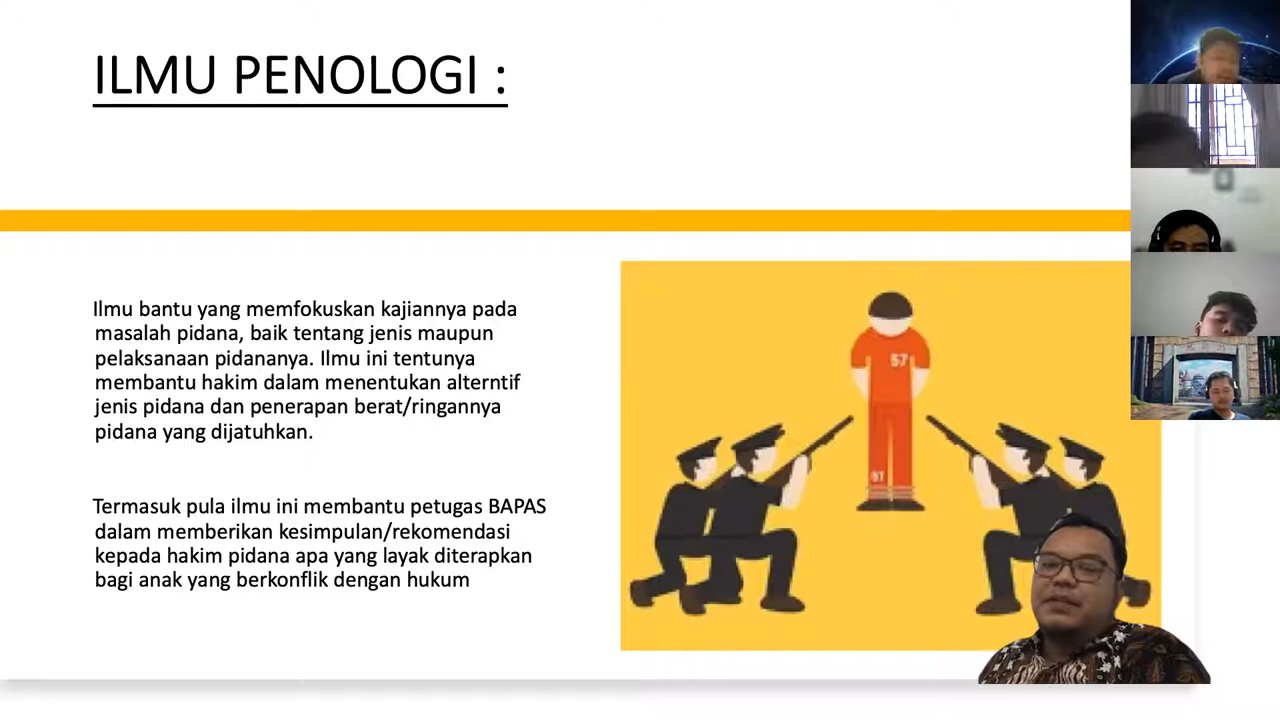 ILMU PENOLOGI :
Ilmu bantu yang memfokuskan kajiannya pada
masalah pidana, baik tentang jenis maupun
pelaksanaan pidananya. Ilmu ini tentunya
membantu hakim dalam menentukan alterntif
jenis pidana dan penerapan berat/ringannya
pidana yang dijatuhkan.
Termasuk pula ilmu ini membantu petugas BAPAS
dalam memberikan kesimpulan/rekomendasi
kepada hakim pidana apa yang layak diterapkan
bagi anak yang berkonflik dengan hukum
57
97